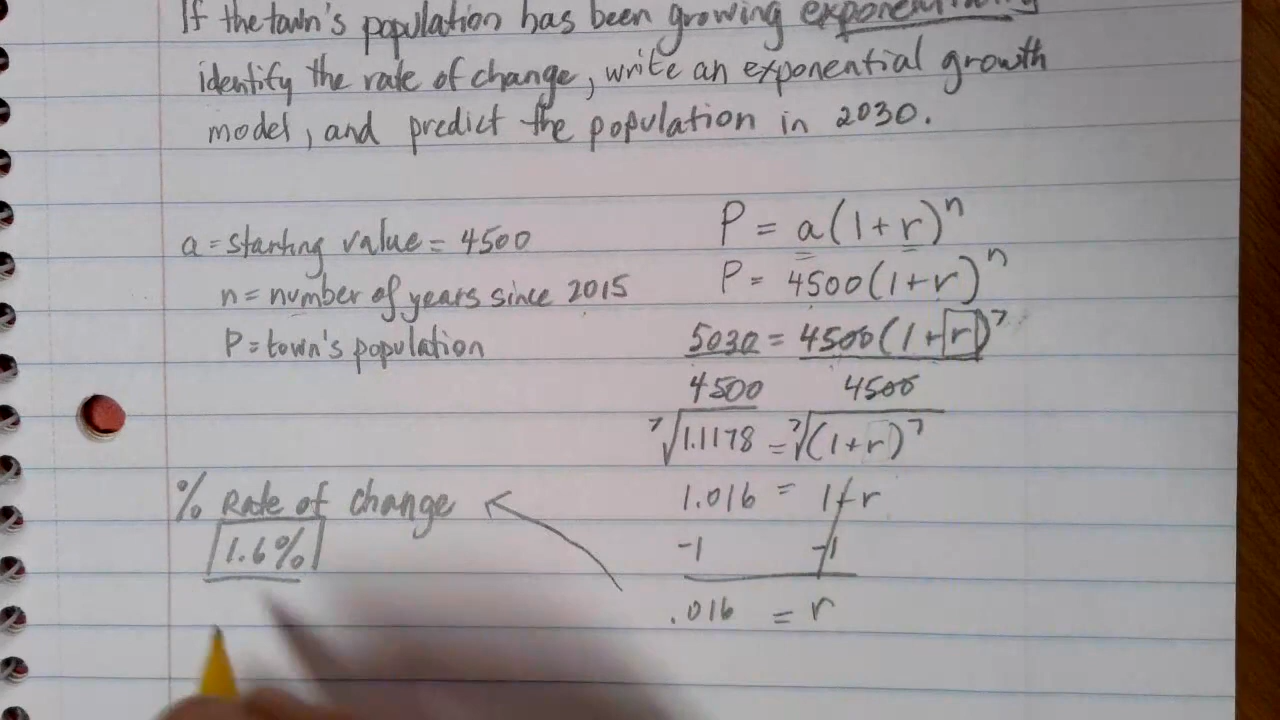 If the town's population has been growing exponentially
identify the rate of change, write an exponential growth
model, and predict the population in 2030.
a = starting value = 4500
n = number of years since 2015
P = town's population
P = a(1+r)^n
P = 4500(1+r)^n
5030 = 4500(1+r)^7
4500 4500
7√1.1178 = 7√(1+r)^7
1.016 = 1+r
-1 -1
.016 = r
% Rate of change
1.6%